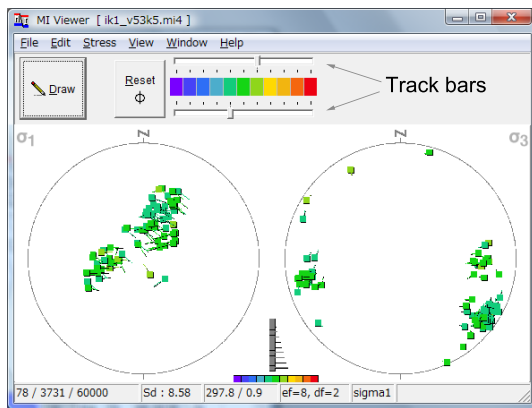 MI Viewer [ ik1_v53k5.mi4 ]
File Edit Stress View Window Help
Draw
Reset
Φ
Track bars
σ1
N
N
σ3
78 / 3731 / 60000 Sd : 8.58 297.8 / 0.9 ef=8, df=2 sigma1